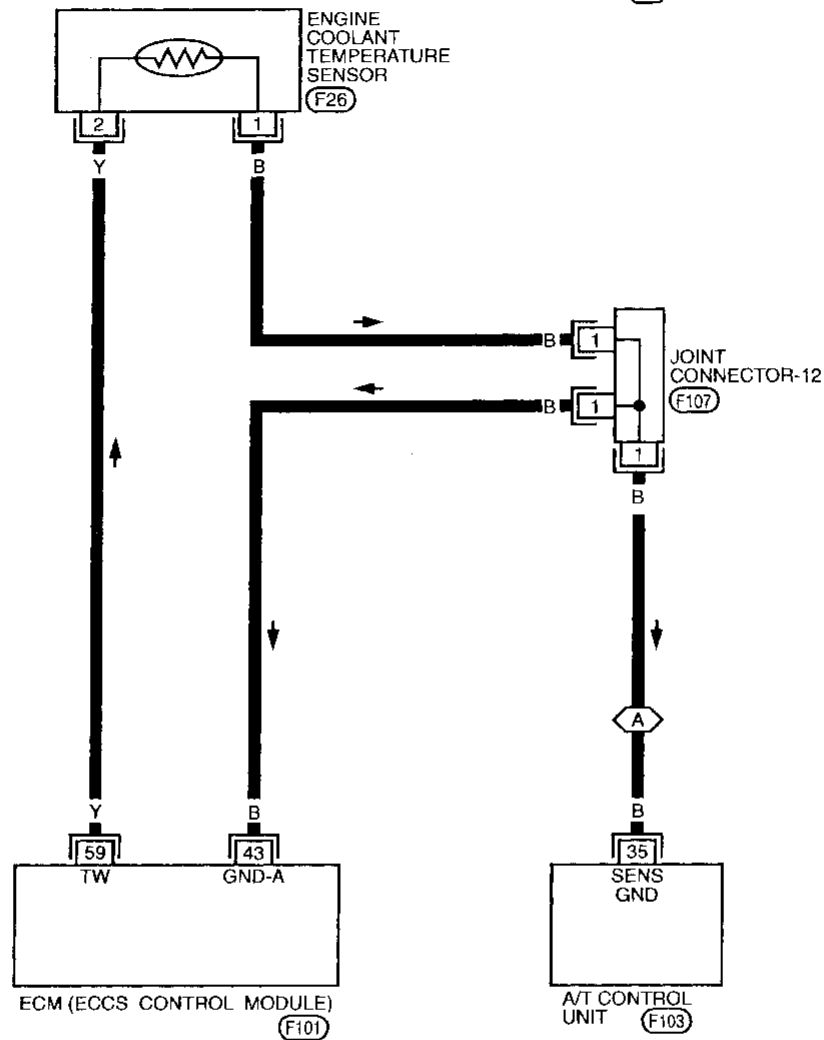 ENGINE
COOLANT
TEMPERATURE
SENSOR
F26
2 1
Y B
B 1
JOINT
CONNECTOR-12
F107
B 1
1
B
A
Y B B
59 43 35
TW GND-A SENS
GND
ECM (ECCS CONTROL MODULE)
F101
A/T CONTROL
UNIT F103